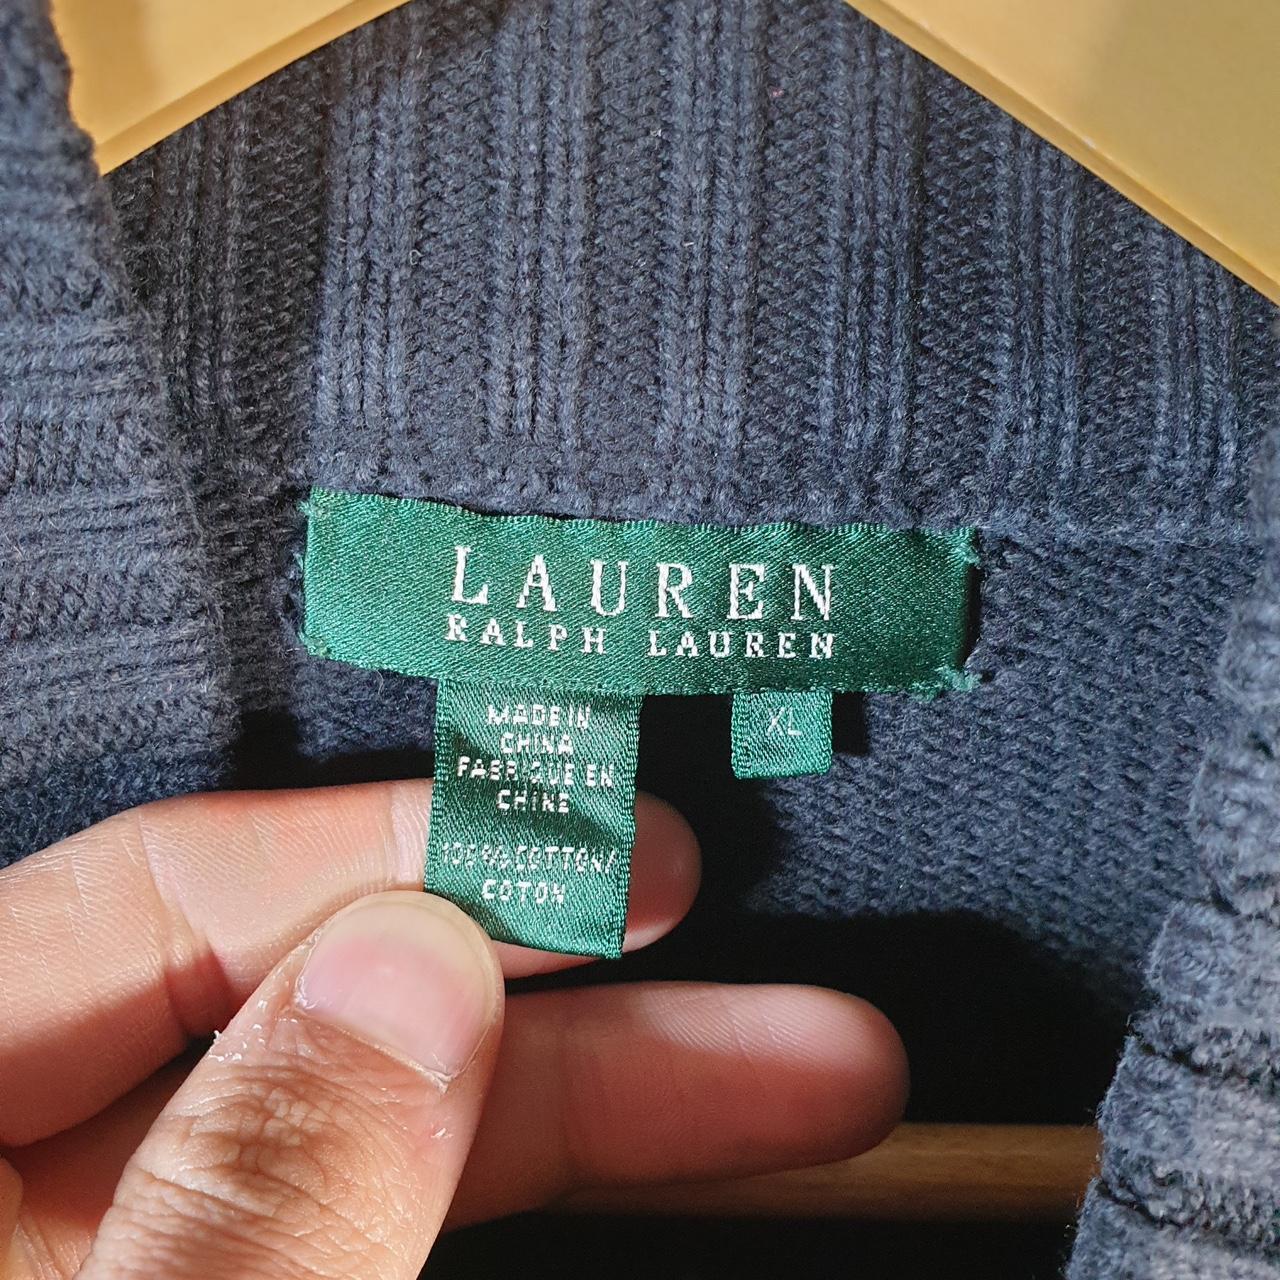 LAUREN
RALPH LAUREN
XL
MADE IN
CHINA
FABRIQUE EN
CHINE
100% COTTON/
COTON